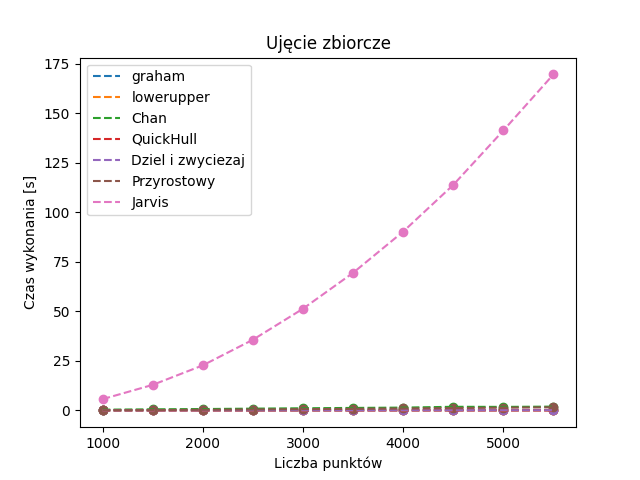 Ujęcie zbiorcze
graham
lowerupper
Chan
QuickHull
Dziel i zwyciezaj
Przyrostowy
Jarvis
Czas wykonania [s]
175
150
125
100
75
50
25
0
1000
2000
3000
4000
5000
Liczba punktów